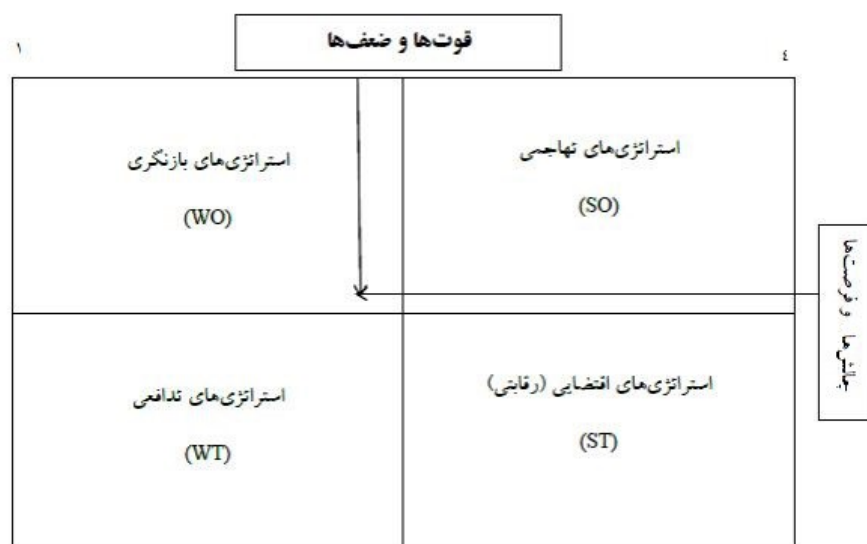 قوت‌ها و ضعف‌ها
٤
١
استراتژی‌های تهاجمی
(SO)
استراتژی‌های بازنگری
(WO)
چالش‌ها و فرصت‌ها
استراتژی‌های اقتضایی (رقابتی)
(ST)
استراتژی‌های تدافعی
(WT)